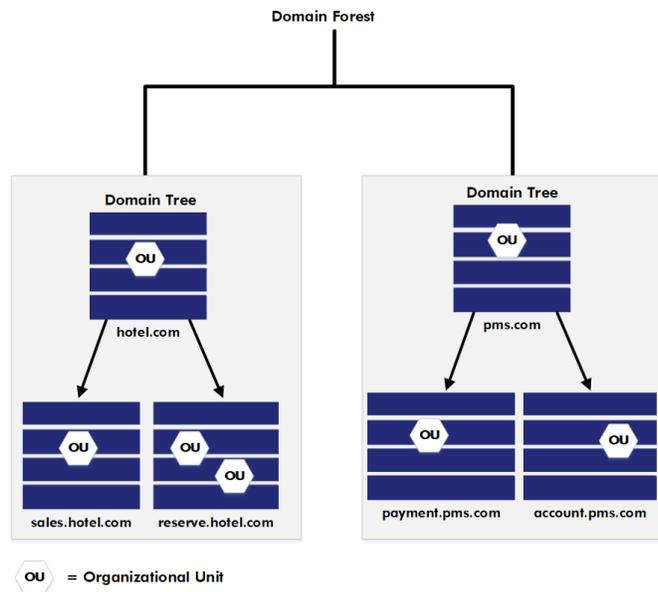 Domain Forest
Domain Tree
OU
hotel.com
OU
sales.hotel.com
OU
OU
reserve.hotel.com
Domain Tree
OU
pms.com
OU
payment.pms.com
OU
account.pms.com
OU = Organizational Unit